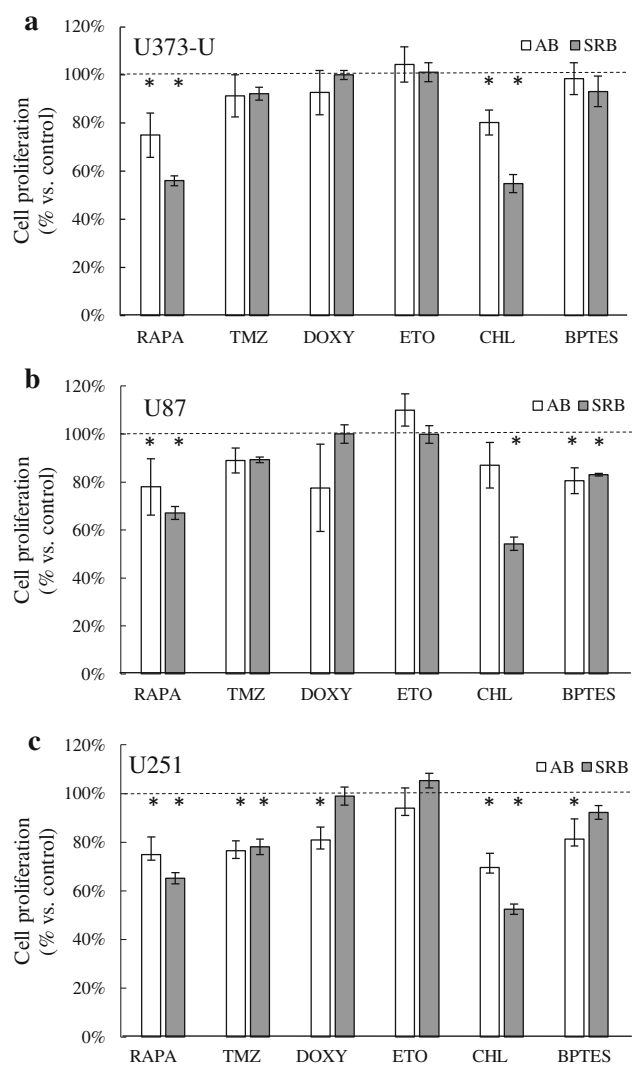 a
U373-U
AB SRB
120%
100%
80%
60%
40%
20%
0%
Cell proliferation
(% vs. control)
* * * *
RAPA TMZ DOXY ETO CHL BPTES
b
U87
AB SRB
120%
100%
80%
60%
40%
20%
0%
Cell proliferation
(% vs. control)
* * * * *
RAPA TMZ DOXY ETO CHL BPTES
c
U251
AB SRB
120%
100%
80%
60%
40%
20%
0%
Cell proliferation
(% vs. control)
* * * * * * * *
RAPA TMZ DOXY ETO CHL BPTES